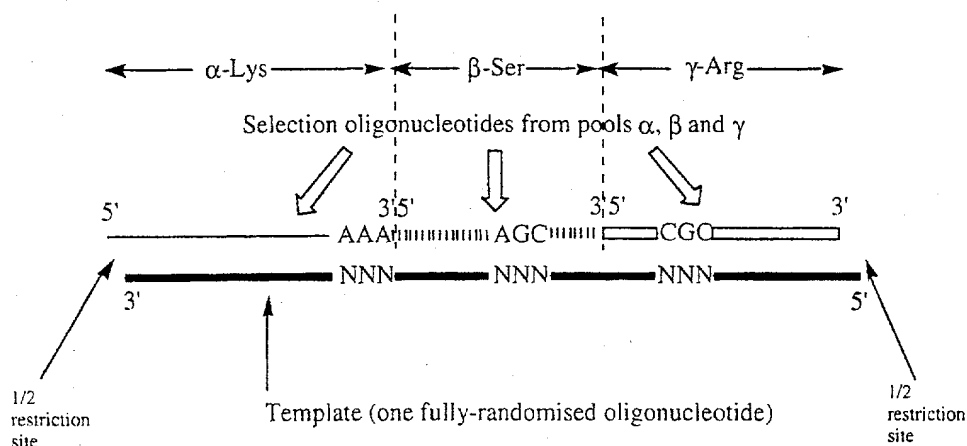 α-Lys β-Ser γ-Arg
Selection oligonucleotides from pools α, β and γ
5' 3' 5' 3' 5' 3'
AAA AGC CGC
NNN NNN NNN
3' 5'
1/2
restriction
site
Template (one fully-randomised oligonucleotide)
1/2
restriction
site